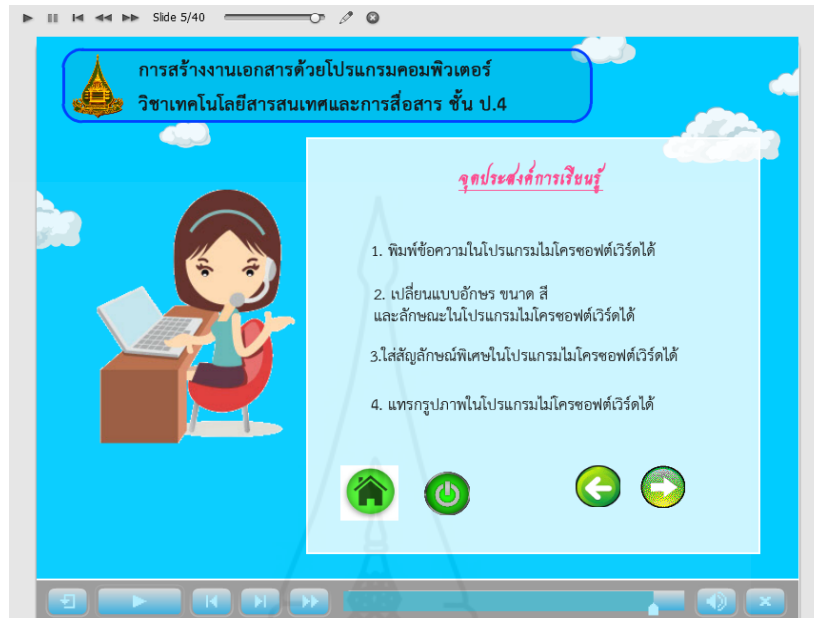 Slide 5/40
การสร้างงานเอกสารด้วยโปรแกรมคอมพิวเตอร์
วิชาเทคโนโลยีสารสนเทศและการสื่อสาร ชั้น ป.4
จุดประสงค์การเรียนรู้
1. พิมพ์ข้อความในโปรแกรมไมโครซอฟต์เวิร์ดได้
2. เปลี่ยนแบบอักษร ขนาด สี
และลักษณะในโปรแกรมไมโครซอฟต์เวิร์ดได้
3.ใส่สัญลักษณ์พิเศษในโปรแกรมไมโครซอฟต์เวิร์ดได้
4. แทรกรูปภาพในโปรแกรมไมโครซอฟต์เวิร์ดได้